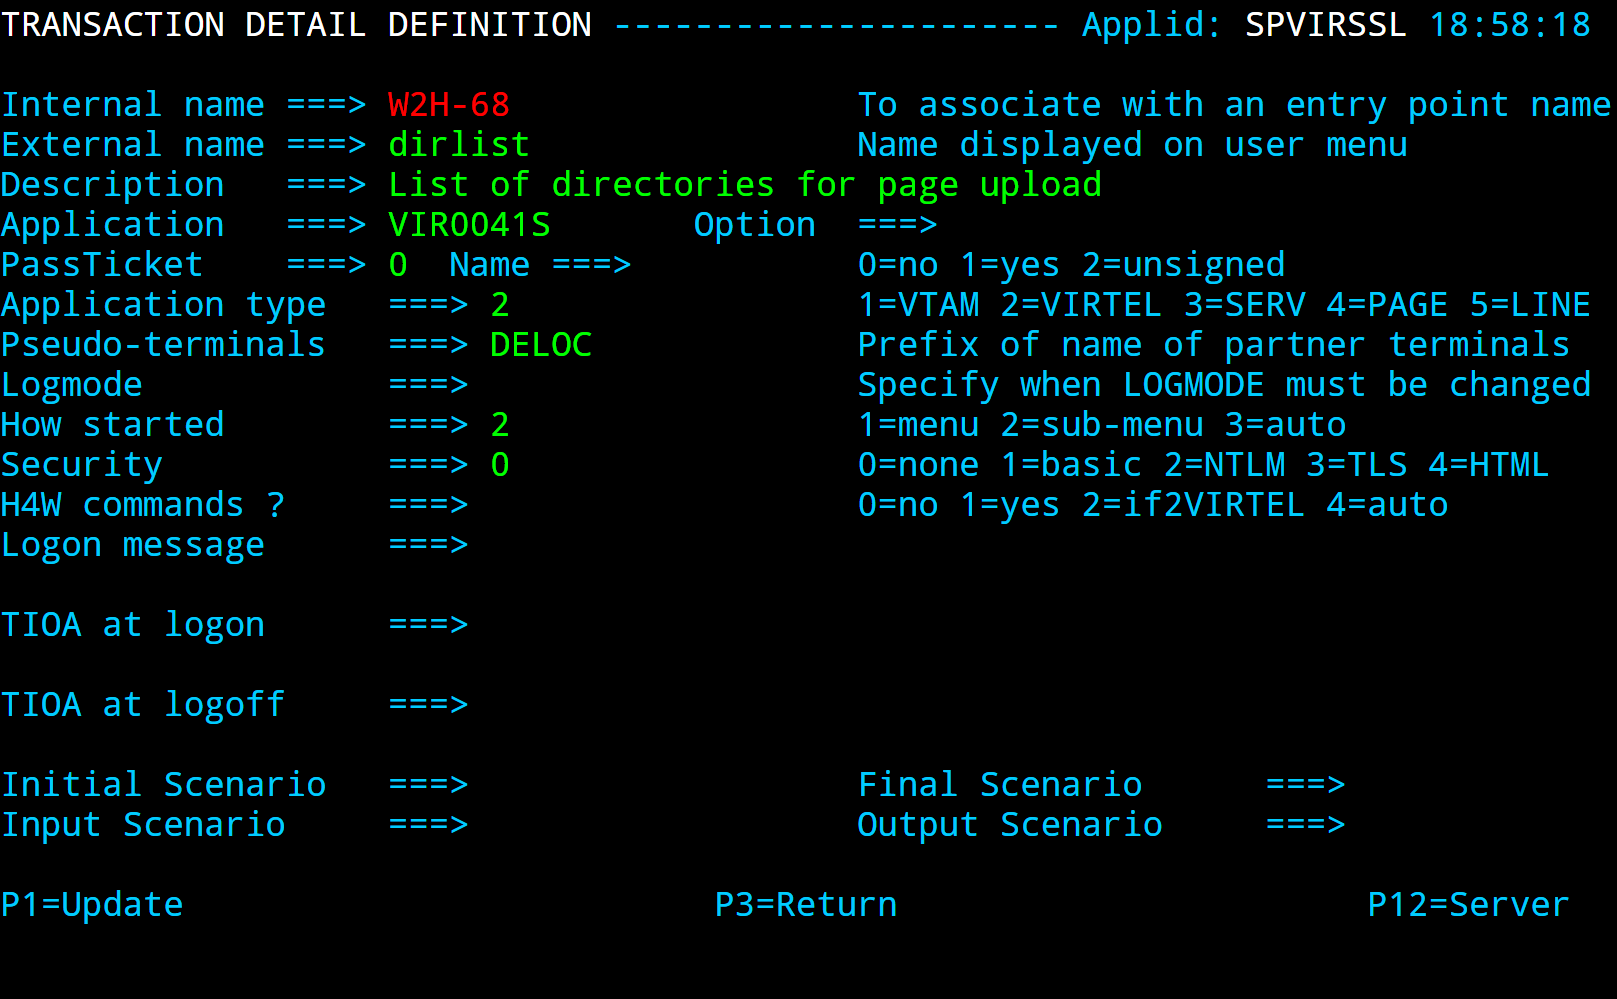 TRANSACTION DETAIL DEFINITION ---------------------- Applid: SPVIRSSL 18:58:18
Internal name ===> W2H-68 To associate with an entry point name
External name ===> dirlist Name displayed on user menu
Description ===> List of directories for page upload
Application ===> VIR0041S Option ===>
PassTicket ===> 0 Name ===> 0=no 1=yes 2=unsigned
Application type ===> 2 1=VTAM 2=VIRTEL 3=SERV 4=PAGE 5=LINE
Pseudo-terminals ===> DELOC Prefix of name of partner terminals
Logmode ===> Specify when LOGMODE must be changed
How started ===> 2 1=menu 2=sub-menu 3=auto
Security ===> 0 0=none 1=basic 2=NTLM 3=TLS 4=HTML
H4W commands ? ===> 0=no 1=yes 2=if2VIRTEL 4=auto
Logon message ===>
TIOA at logon ===>
TIOA at logoff ===>
Initial Scenario ===> Final Scenario ===>
Input Scenario ===> Output Scenario ===>
P1=Update P3=Return P12=Server